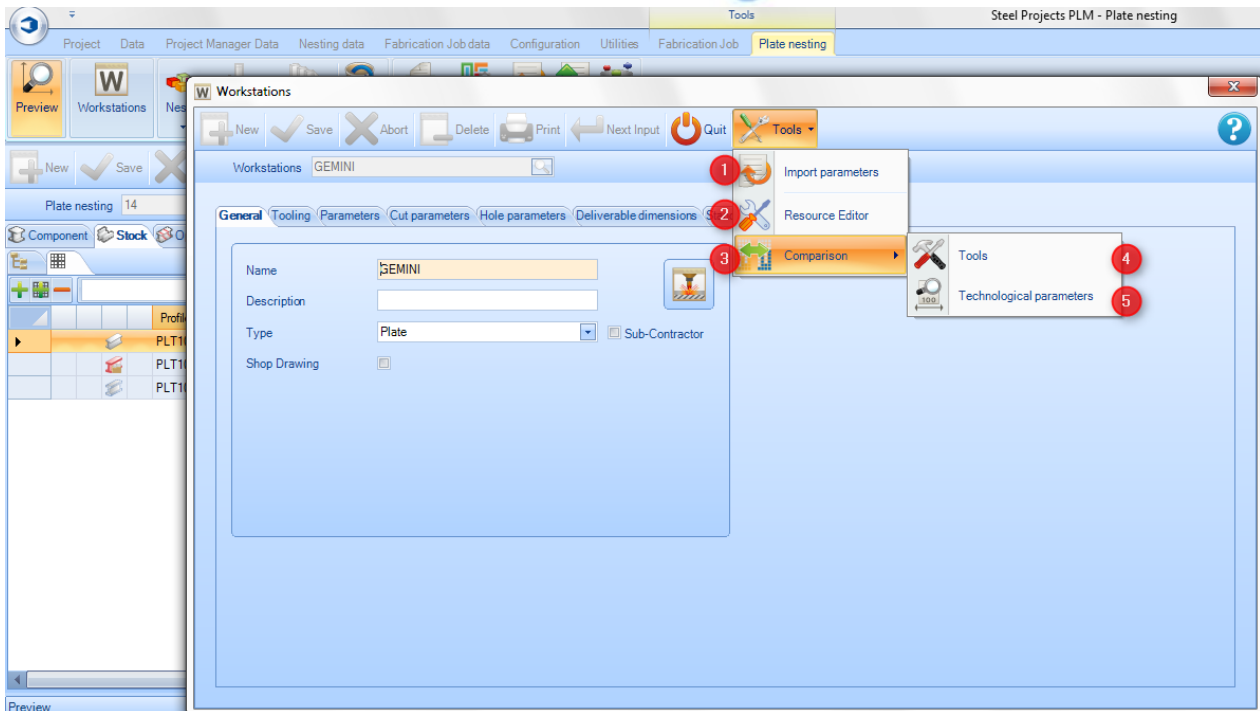 Tools
Steel Projects PLM - Plate nesting
Project Data Project Manager Data Nesting data Fabrication Job data Configuration Utilities Fabrication Job Plate nesting
Preview
W
Workstations
W Workstations
New Save Abort Delete Print Next Input Quit Tools
?
New Save
Workstations GEMINI
1 Import parameters
Plate nesting 14
General Tooling Parameters Cut parameters Hole parameters Deliverable dimensions
2 Resource Editor
Component Stock
3 Comparison
Tools 4
Name GEMINI
100 Technological parameters 5
Description
Type Plate Sub-Contractor
Shop Drawing
Preview